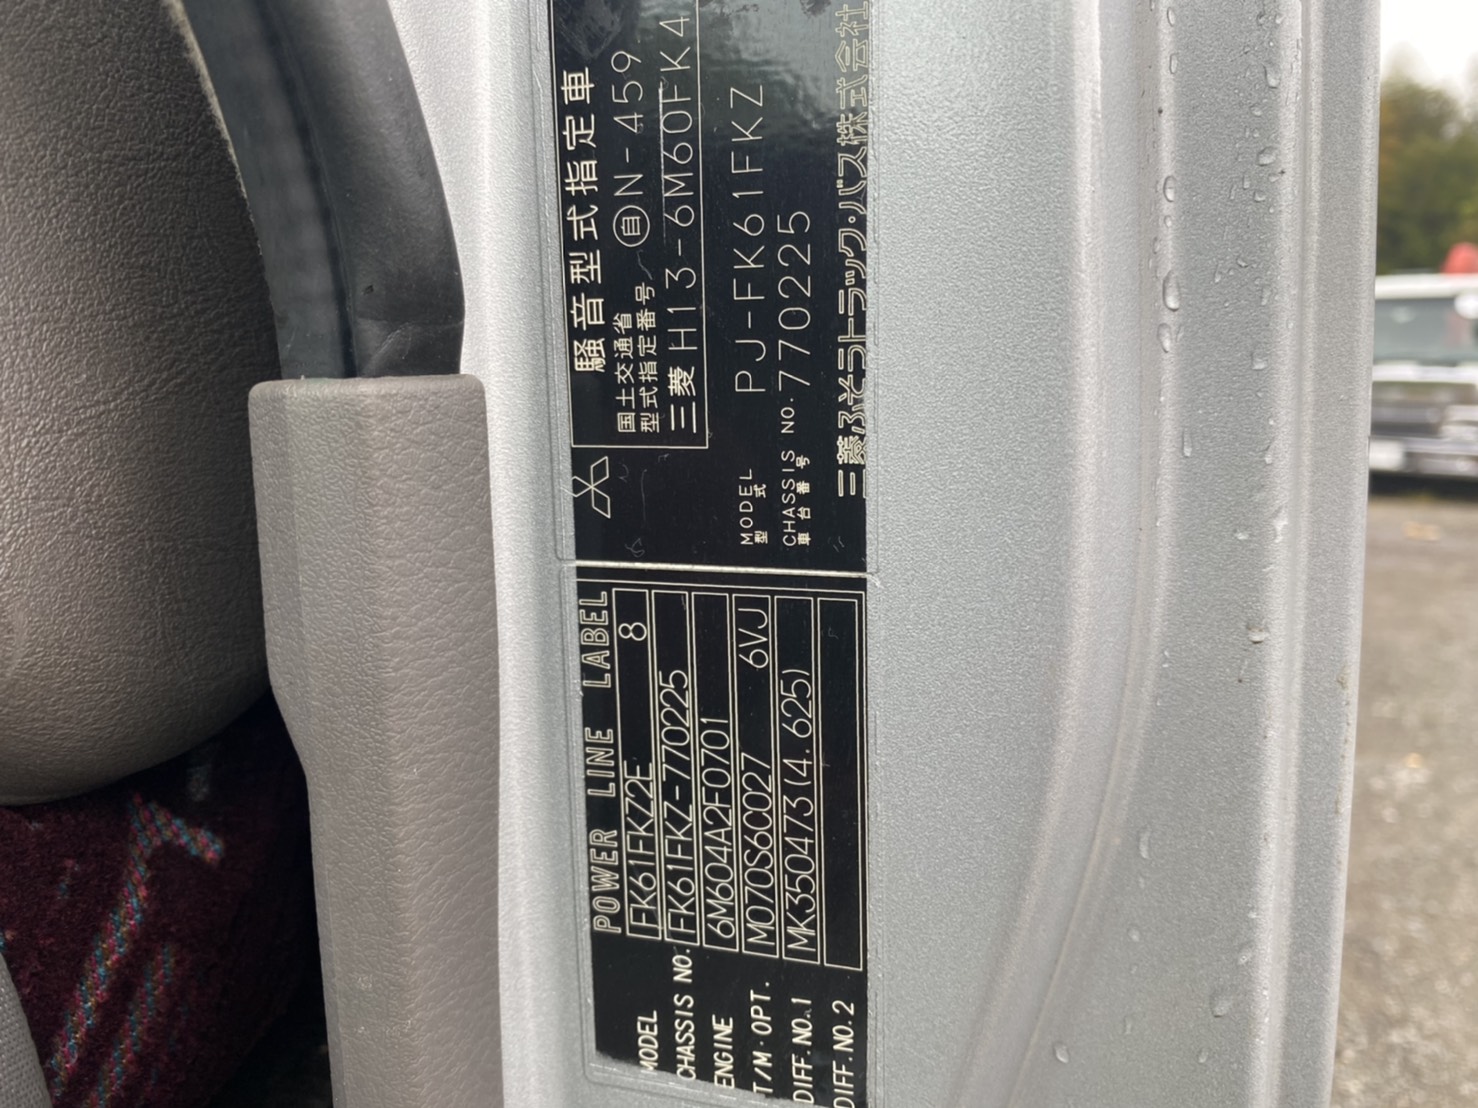 騒音型式指定車
国土交通省
型式指定番号
自 N-459
三菱 H13-6M60FK4
MODEL
型式
PJ-FK61FKZ
CHASSIS NO.
車台番号
770225
三菱ふそうトラック・バス株式会社
POWER LINE LABEL
MODEL FK61FKZ2E 8
CHASSIS NO. FK61FKZ-770225
ENGINE 6M604A2F0701
T/M・OPT. M070S6C027 6VJ
DIFF.NO.1 MK350473(4.625)
DIFF.NO.2